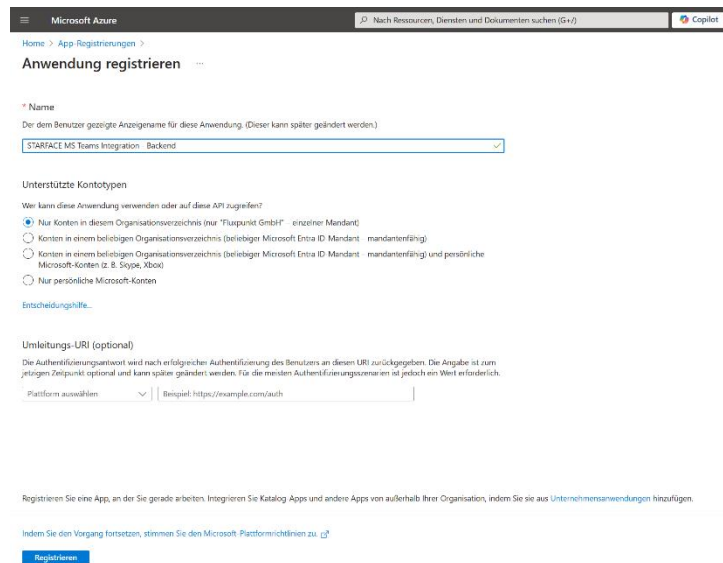 Microsoft Azure
Nach Ressourcen, Diensten und Dokumenten suchen (G+/)
Copilot
Home > App-Registrierungen >
Anwendung registrieren ...
* Name
Der dem Benutzer gezeigte Anzeigename für diese Anwendung. (Dieser kann später geändert werden.)
STARFACE MS Teams Integration - Backend
Unterstützte Kontotypen
Wer kann diese Anwendung verwenden oder auf diese API zugreifen?
Nur Konten in diesem Organisationsverzeichnis (nur "Fluxpunkt GmbH" – einzelner Mandant)
Konten in einem beliebigen Organisationsverzeichnis (beliebiger Microsoft Entra ID-Mandant – mandantenfähig)
Konten in einem beliebigen Organisationsverzeichnis (beliebiger Microsoft Entra ID-Mandant – mandantenfähig) und persönliche
Microsoft-Konten (z. B. Skype, Xbox)
Nur persönliche Microsoft-Konten
Entscheidungshilfe...
Umleitungs-URI (optional)
Die Authentifizierungsantwort wird nach erfolgreicher Authentifizierung des Benutzers an diesen URI zurückgegeben. Die Angabe ist zum
jetzigen Zeitpunkt optional und kann später geändert werden. Für die meisten Authentifizierungsszenarien ist jedoch ein Wert erforderlich.
Plattform auswählen
Beispiel: https://example.com/auth
Registrieren Sie eine App, an der Sie gerade arbeiten. Integrieren Sie Katalog-Apps und andere Apps von außerhalb Ihrer Organisation, indem Sie sie aus Unternehmensanwendungen hinzufügen.
Indem Sie den Vorgang fortsetzen, stimmen Sie den Microsoft-Plattformrichtlinien zu.
Registrieren